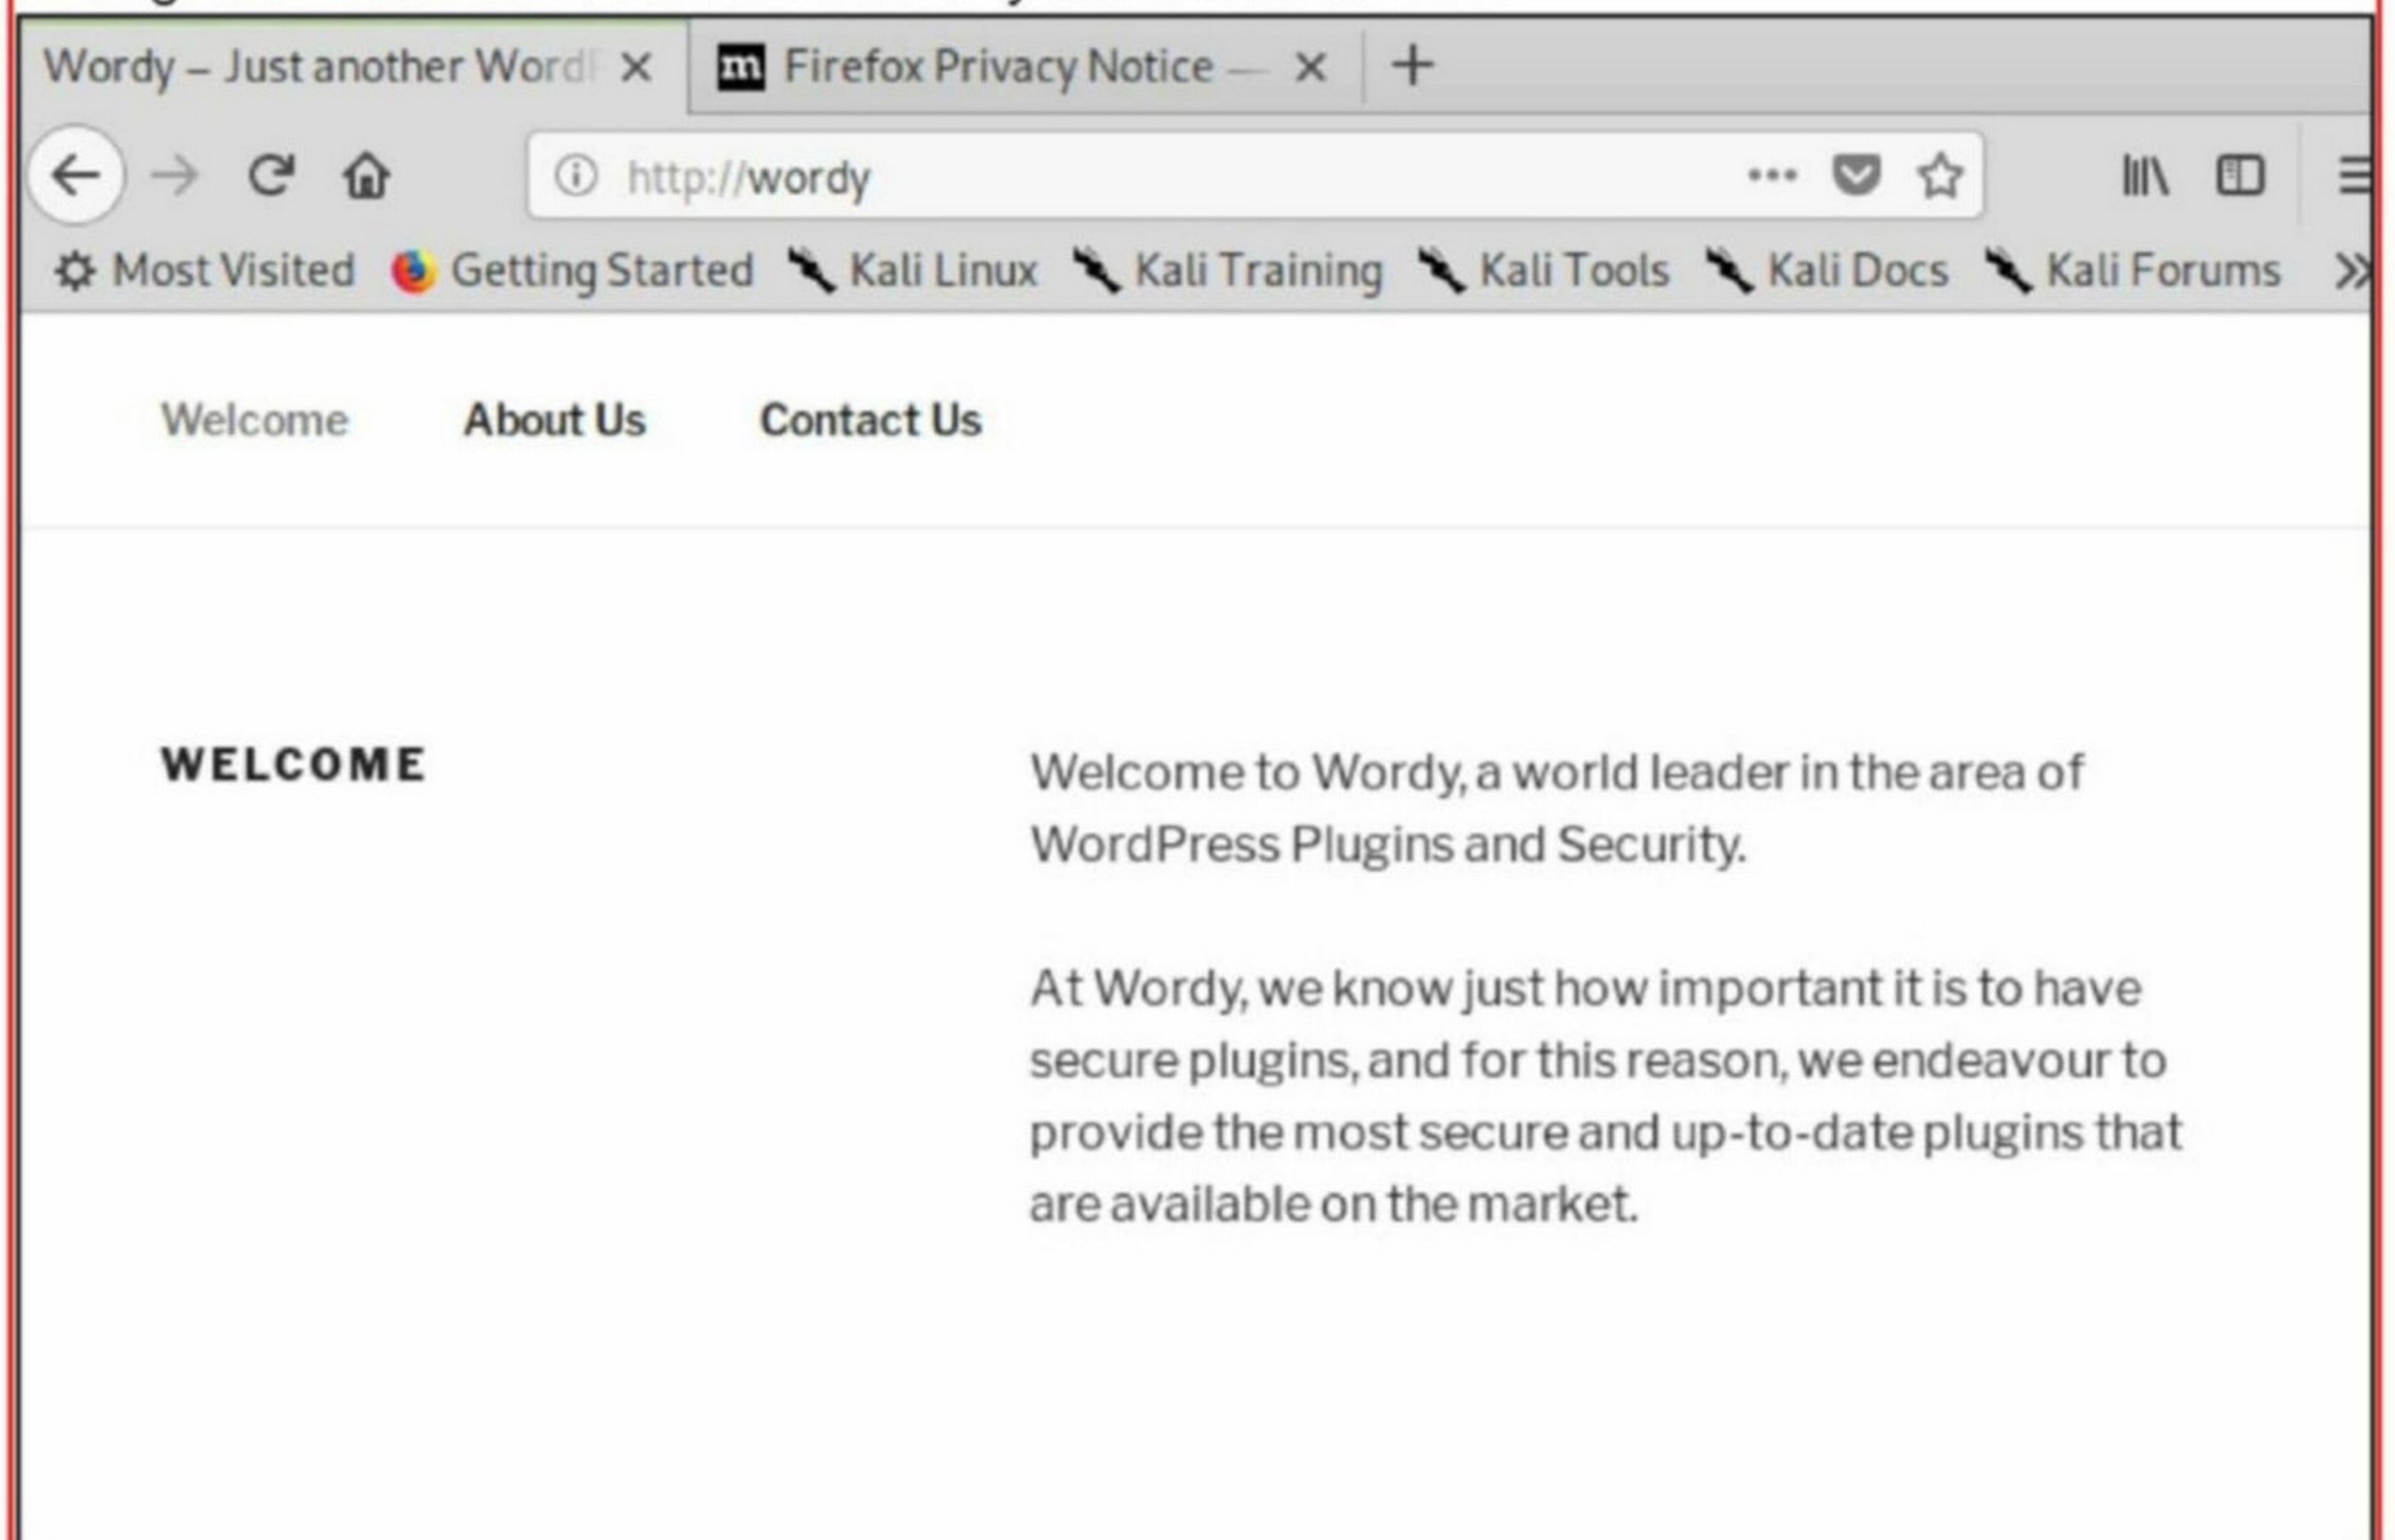 Wordy – Just another Word
Firefox Privacy Notice —
http://wordy
Most Visited Getting Started Kali Linux Kali Training Kali Tools Kali Docs Kali Forums
Welcome About Us Contact Us
WELCOME
Welcome to Wordy, a world leader in the area of
WordPress Plugins and Security.
At Wordy, we know just how important it is to have
secure plugins, and for this reason, we endeavour to
provide the most secure and up-to-date plugins that
are available on the market.